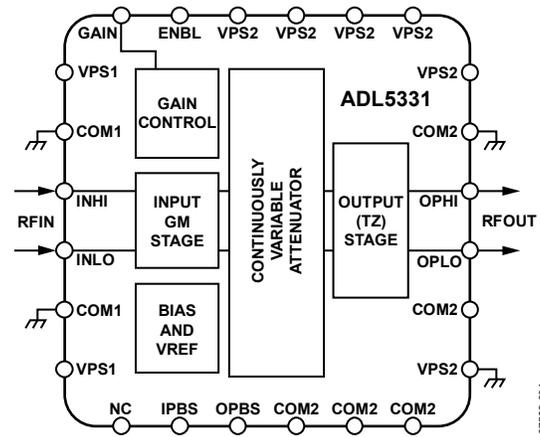 GAIN ENBL VPS2 VPS2 VPS2 VPS2
VPS1
VPS2
ADL5331
GAIN
CONTROL
COM1
COM2
RFIN
INHI
INLO
INPUT
GM
STAGE
CONTINUOUSLY
VARIABLE
ATTENUATOR
OUTPUT
(TZ)
STAGE
OPHI
OPLO
RFOUT
COM1
BIAS
AND
VREF
COM2
VPS1
VPS2
NC IPBS OPBS COM2 COM2 COM2